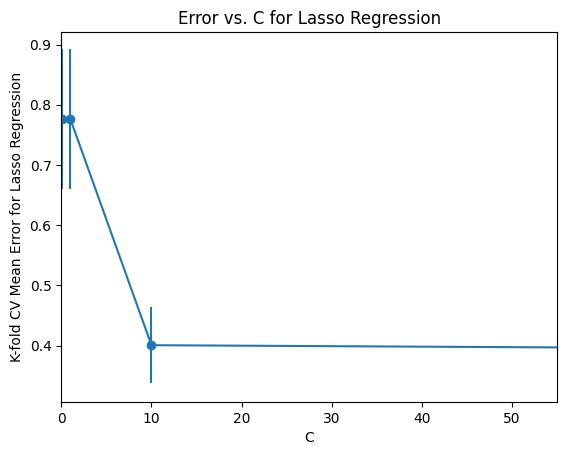 Error vs. C for Lasso Regression
K-fold CV Mean Error for Lasso Regression
0.9
0.8
0.7
0.6
0.5
0.4
0 10 20 30 40 50
C